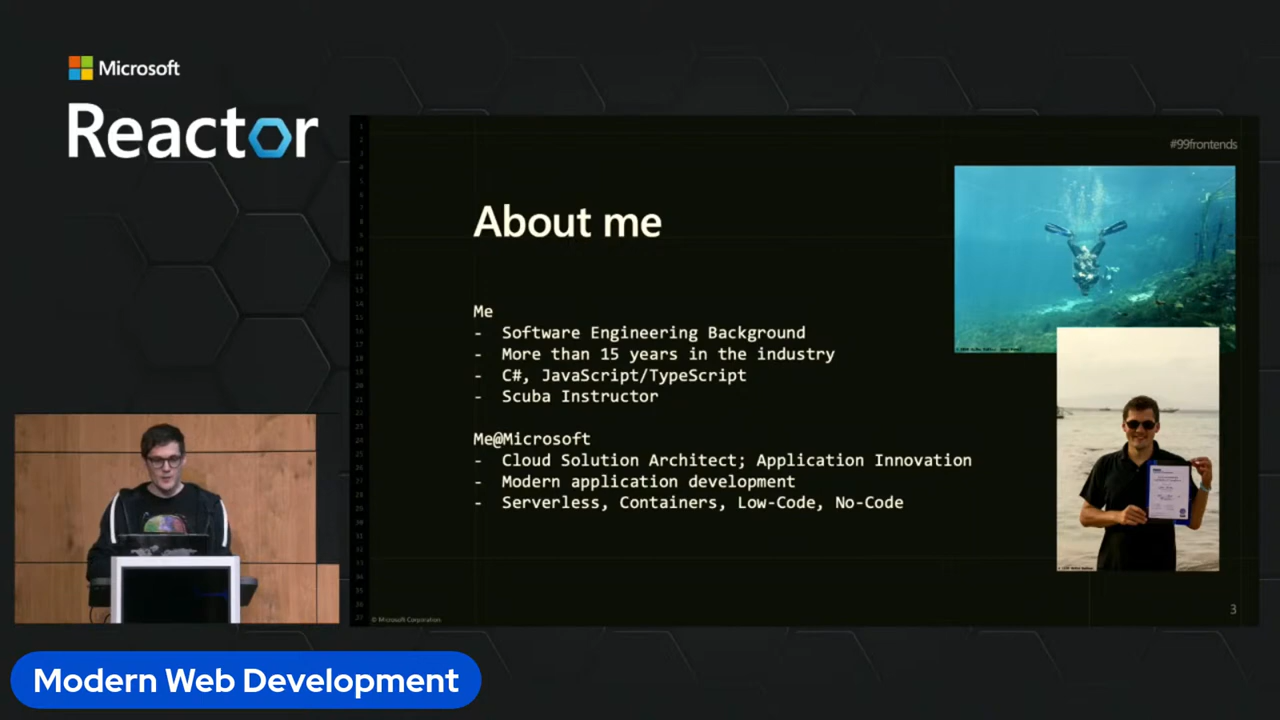 Microsoft
Reactor
#99frontends
About me
Me
- Software Engineering Background
- More than 15 years in the industry
- C#, JavaScript/TypeScript
- Scuba Instructor
Me@Microsoft
- Cloud Solution Architect; Application Innovation
- Modern application development
- Serverless, Containers, Low-Code, No-Code
3
© Microsoft Corporation
Modern Web Development